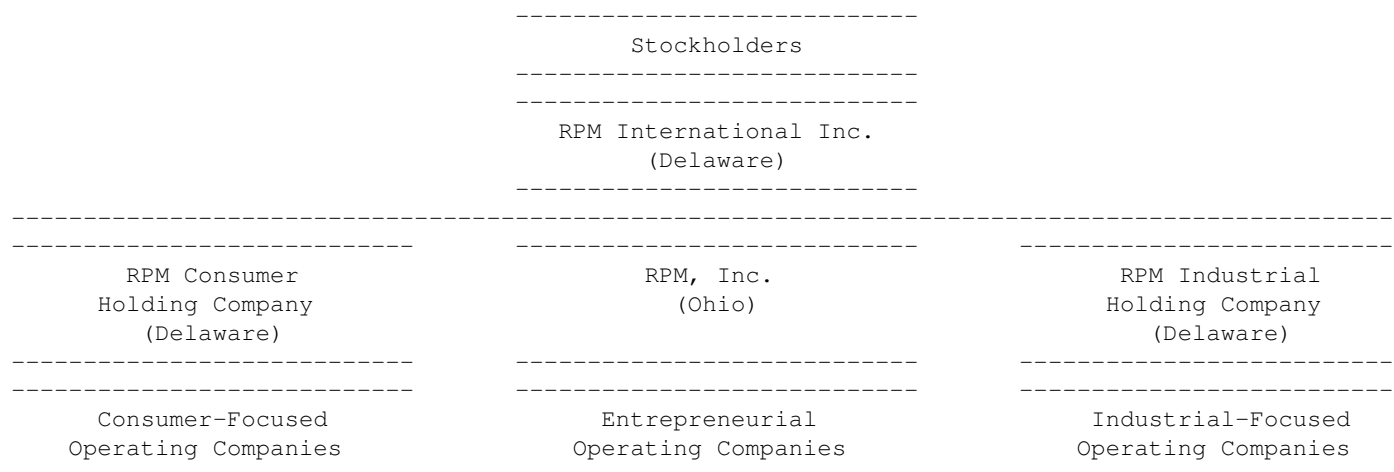 ----------------------------
Stockholders
----------------------------
----------------------------
RPM International Inc.
(Delaware)
----------------------------
------------------------------------------------------------------------------------------------
---------------------------- ---------------------------- --------------------------
RPM Consumer RPM, Inc. RPM Industrial
Holding Company (Ohio) Holding Company
(Delaware) (Delaware)
---------------------------- ---------------------------- --------------------------
---------------------------- ---------------------------- --------------------------
Consumer-Focused Entrepreneurial Industrial-Focused
Operating Companies Operating Companies Operating Companies